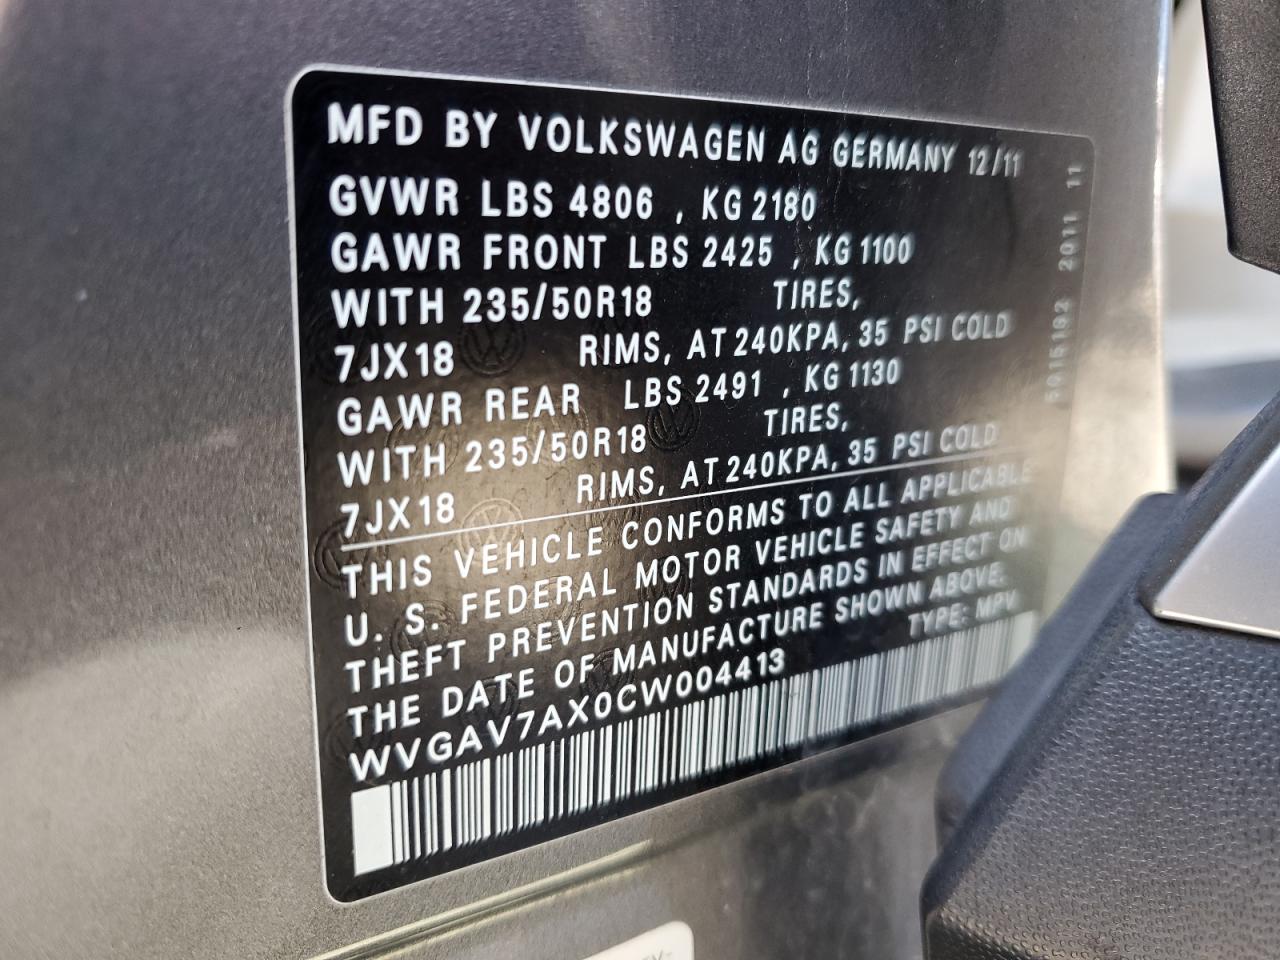 MFD BY VOLKSWAGEN AG GERMANY 12/11
GVWR LBS 4806 , KG 2180
GAWR FRONT LBS 2425 , KG 1100
WITH 235/50R18 TIRES,
7JX18 RIMS, AT 240KPA, 35 PSI COLD
GAWR REAR LBS 2491 , KG 1130
WITH 235/50R18 TIRES,
7JX18 RIMS, AT 240KPA, 35 PSI COLD
THIS VEHICLE CONFORMS TO ALL APPLICABLE
U. S. FEDERAL MOTOR VEHICLE SAFETY AND
THEFT PREVENTION STANDARDS IN EFFECT ON
THE DATE OF MANUFACTURE SHOWN ABOVE.
WVGAV7AX0CW004413 TYPE: MPV
2011 11